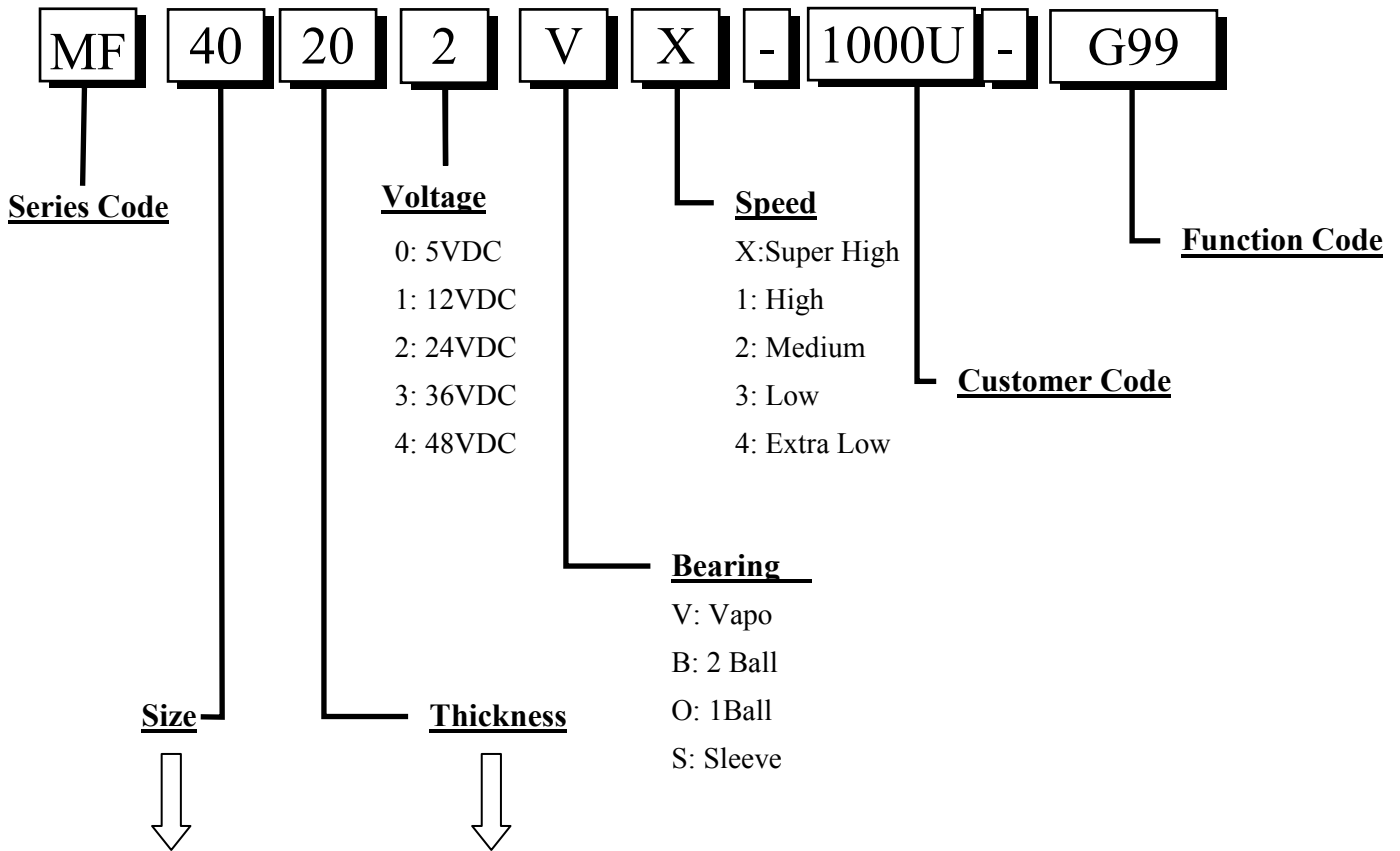 MF 40 20 2 V X - 1000U - G99
Series Code
Voltage
0: 5VDC
1: 12VDC
2: 24VDC
3: 36VDC
4: 48VDC
Speed
X:Super High
1: High
2: Medium
3: Low
4: Extra Low
Function Code
Customer Code
Bearing
V: Vapo
B: 2 Ball
O: 1Ball
S: Sleeve
Size
Thickness